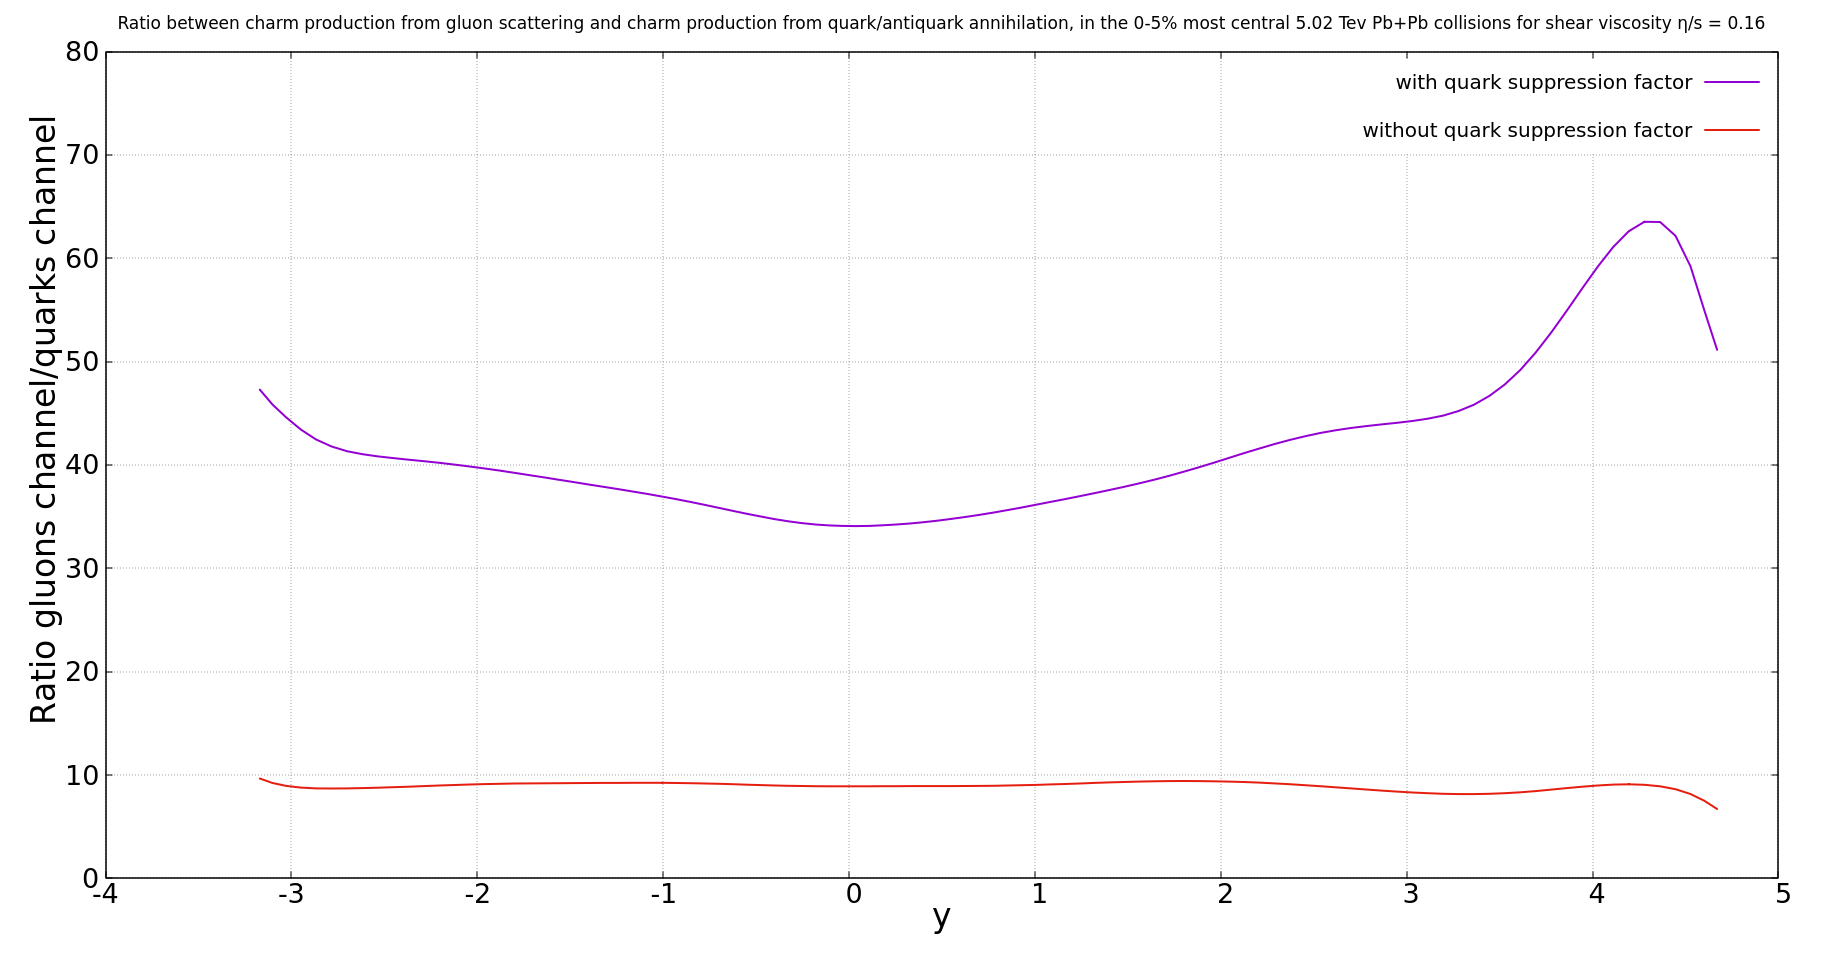 Ratio between charm production from gluon scattering and charm production from quark/antiquark annihilation, in the 0-5% most central 5.02 Tev Pb+Pb collisions for shear viscosity η/s = 0.16
with quark suppression factor
without quark suppression factor
Ratio gluons channel/quarks channel
80
70
60
50
40
30
20
10
0
-4 -3 -2 -1 0 1 2 3 4 5
y